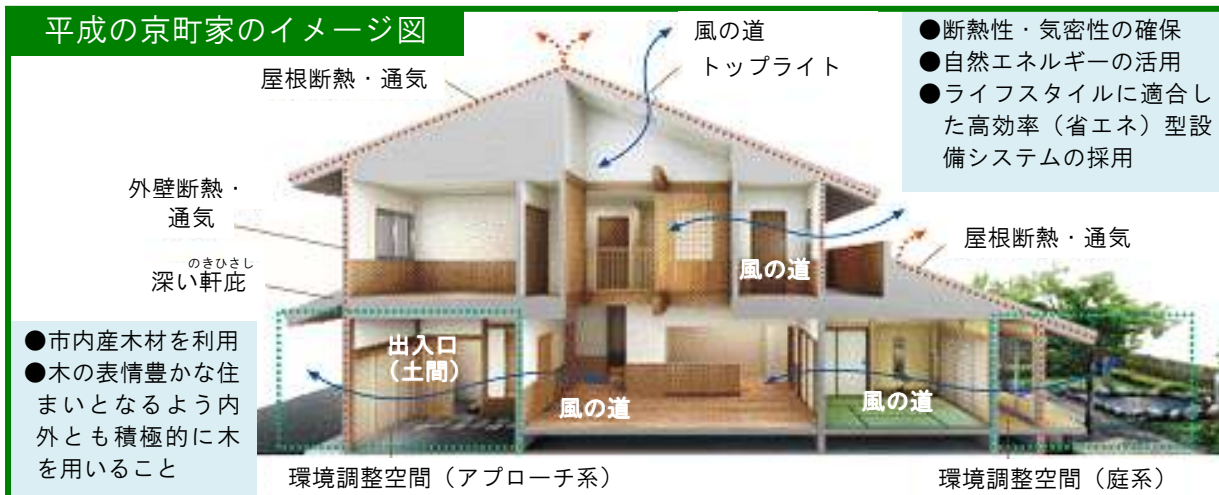 平成の京町家のイメージ図
風の道
トップライト
屋根断熱・通気
●断熱性・気密性の確保
●自然エネルギーの活用
●ライフスタイルに適合し
た高効率（省エネ）型設
備システムの採用
外壁断熱・
通気
のきひさし
深い軒庇
屋根断熱・通気
風の道
●市内産木材を利用
●木の表情豊かな住
まいとなるよう内
外とも積極的に木
を用いること
出入口
（土間）
風の道
風の道
環境調整空間（アプローチ系）
環境調整空間（庭系）